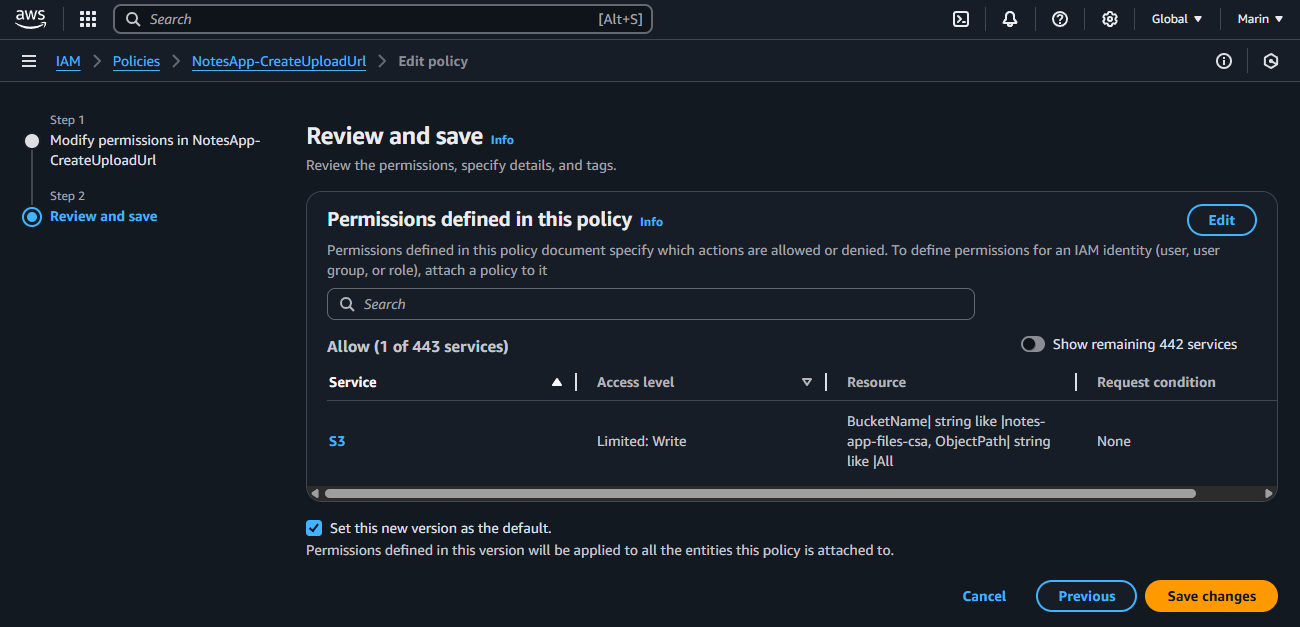 aws
Search [Alt+S]
Global Marin
IAM Policies NotesApp-CreateUploadUrl Edit policy
Step 1
Modify permissions in NotesApp-
CreateUploadUrl
Step 2
Review and save
Review and save Info
Review the permissions, specify details, and tags.
Permissions defined in this policy Info
Edit
Permissions defined in this policy document specify which actions are allowed or denied. To define permissions for an IAM identity (user, user
group, or role), attach a policy to it
Search
Allow (1 of 443 services)
Show remaining 442 services
Service Access level Resource Request condition
S3 Limited: Write
BucketName| string like |notes-
app-files-csa, ObjectPath| string
like |All
None
Set this new version as the default.
Permissions defined in this version will be applied to all the entities this policy is attached to.
Cancel Previous Save changes